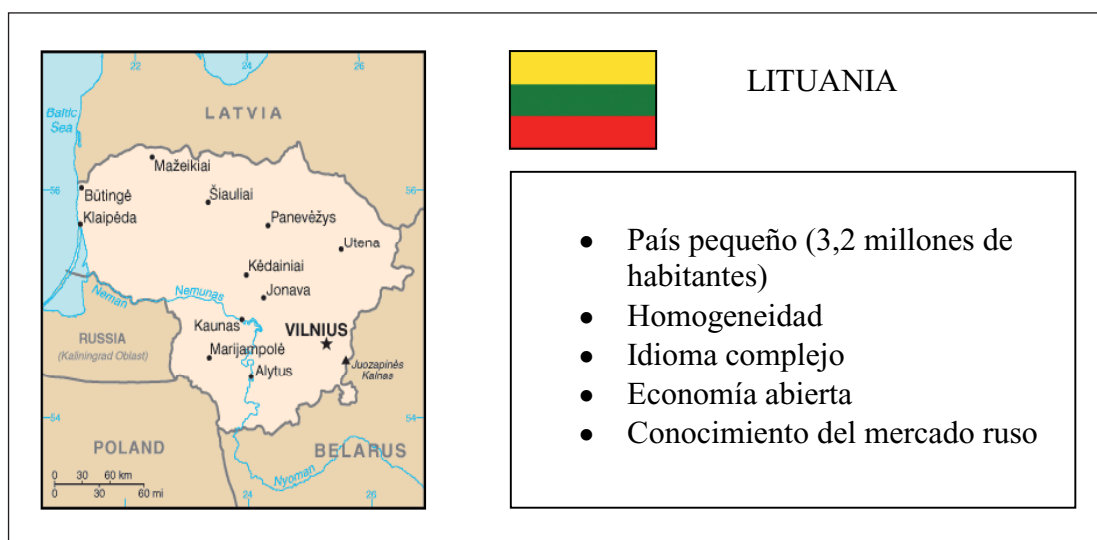 22
26
Baltic
Sea
LATVIA
Mažeikiai
56
Būtingė
Šiauliai
56
Klaipėda
Panevėžys
Utena
Kėdainiai
Neman
Nemunas
Jonava
RUSSIA
(Kaliningrad Oblast)
Kaunas
VILNIUS
Marijampolė
Juozapinės
Kalnas
Alytus
54
54
POLAND
BELARUS
Nyoman
0 30 60 km
0 30 60 mi
24
26
LITUANIA
• País pequeño (3,2 millones de
habitantes)
• Homogeneidad
• Idioma complejo
• Economía abierta
• Conocimiento del mercado ruso